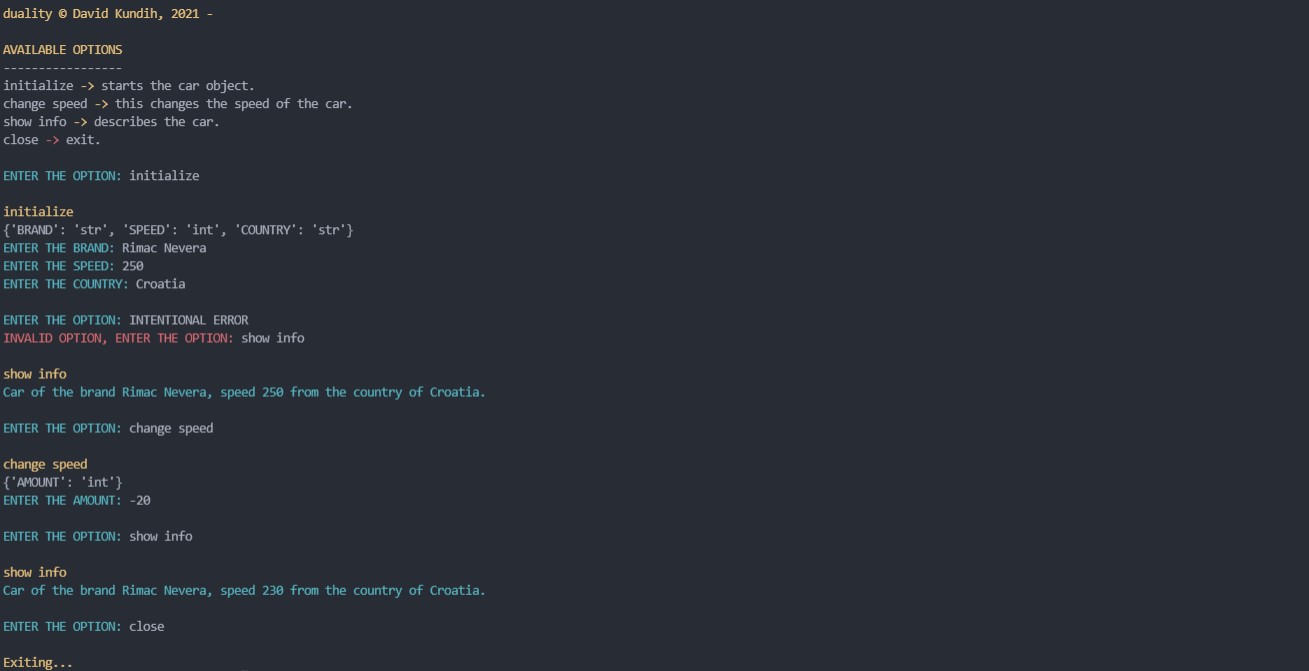 duality © David Kundih, 2021 -
AVAILABLE OPTIONS
-----------------
initialize -> starts the car object.
change speed -> this changes the speed of the car.
show info -> describes the car.
close -> exit.
ENTER THE OPTION: initialize
initialize
{'BRAND': 'str', 'SPEED': 'int', 'COUNTRY': 'str'}
ENTER THE BRAND: Rimac Nevera
ENTER THE SPEED: 250
ENTER THE COUNTRY: Croatia
ENTER THE OPTION: INTENTIONAL ERROR
INVALID OPTION, ENTER THE OPTION: show info
show info
Car of the brand Rimac Nevera, speed 250 from the country of Croatia.
ENTER THE OPTION: change speed
change speed
{'AMOUNT': 'int'}
ENTER THE AMOUNT: -20
ENTER THE OPTION: show info
show info
Car of the brand Rimac Nevera, speed 230 from the country of Croatia.
ENTER THE OPTION: close
Exiting...